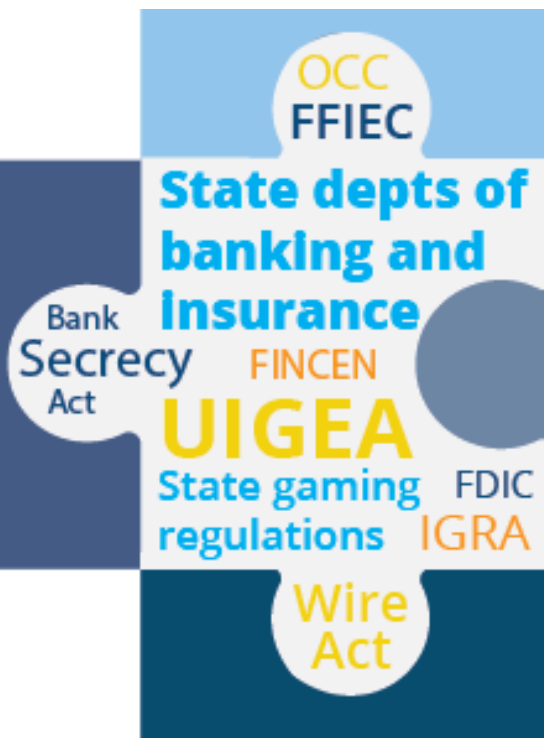 OCC
FFIEC
State depts of
banking and
insurance
Bank
Secrecy
Act
FINCEN
UIGEA
State gaming
regulations
FDIC
IGRA
Wire
Act